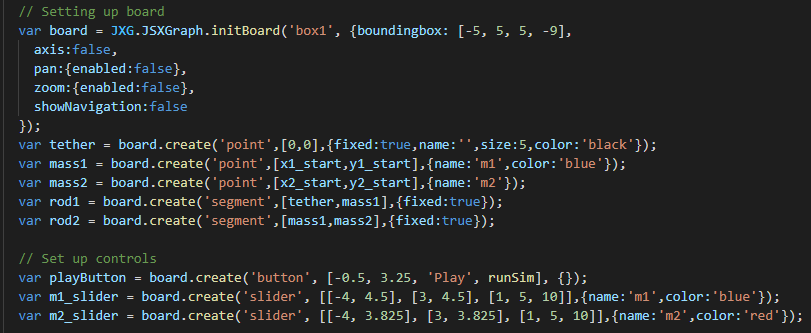 // Setting up board
var board = JXG.JSXGraph.initBoard('box1', {boundingbox: [-5, 5, 5, -9],
  axis:false,
  pan:{enabled:false},
  zoom:{enabled:false},
  showNavigation:false
});
var tether = board.create('point',[0,0],{fixed:true,name:'',size:5,color:'black'});
var mass1 = board.create('point',[x1_start,y1_start],{name:'m1',color:'blue'});
var mass2 = board.create('point',[x2_start,y2_start],{name:'m2'});
var rod1 = board.create('segment',[tether,mass1],{fixed:true});
var rod2 = board.create('segment',[mass1,mass2],{fixed:true});

// Set up controls
var playButton = board.create('button', [-0.5, 3.25, 'Play', runSim], {});
var m1_slider = board.create('slider', [[-4, 4.5], [3, 4.5], [1, 5, 10]],{name:'m1',color:'blue'});
var m2_slider = board.create('slider', [[-4, 3.825], [3, 3.825], [1, 5, 10]],{name:'m2',color:'red'});